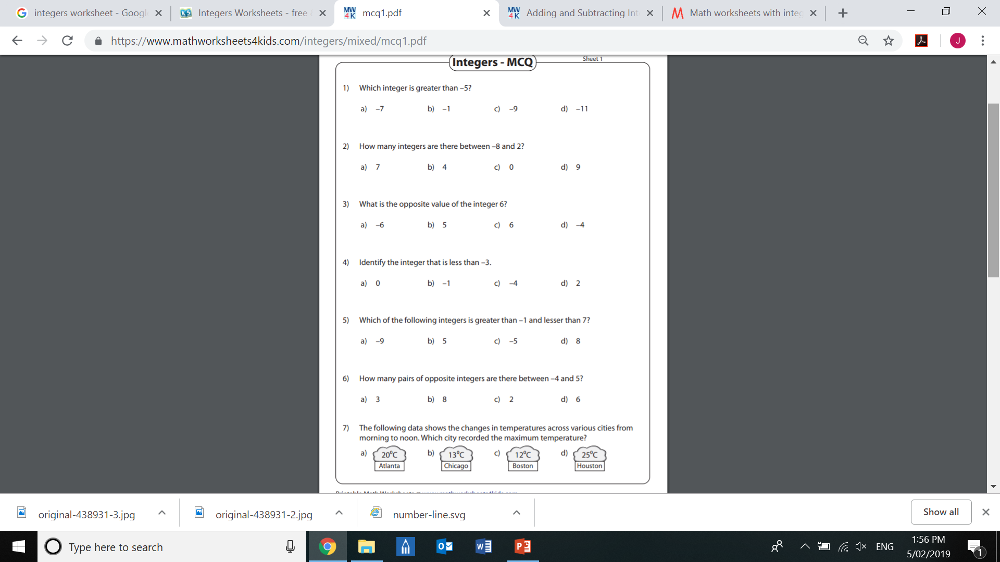 integers worksheet - Googl
Integers Worksheets - free
mcq1.pdf
Adding and Subtracting Int
Math worksheets with integ
https://www.mathworksheets4kids.com/integers/mixed/mcq1.pdf
J
Integers - MCQ
Sheet 1
1) Which integer is greater than –5?
a) –7 b) –1 c) –9 d) –11
2) How many integers are there between –8 and 2?
a) 7 b) 4 c) 0 d) 9
3) What is the opposite value of the integer 6?
a) –6 b) 5 c) 6 d) –4
4) Identify the integer that is less than –3.
a) 0 b) –1 c) –4 d) 2
5) Which of the following integers is greater than –1 and lesser than 7?
a) –9 b) 5 c) –5 d) 8
6) How many pairs of opposite integers are there between –4 and 5?
a) 3 b) 8 c) 2 d) 6
7) The following data shows the changes in temperatures across various cities from
morning to noon. Which city recorded the maximum temperature?
a) 20⁰C b) 13⁰C c) 12⁰C d) 25⁰C
Atlanta Chicago Boston Houston
original-438931-3.jpg
original-438931-2.jpg
number-line.svg
Show all
Type here to search
ENG
1:56 PM
5/02/2019
1